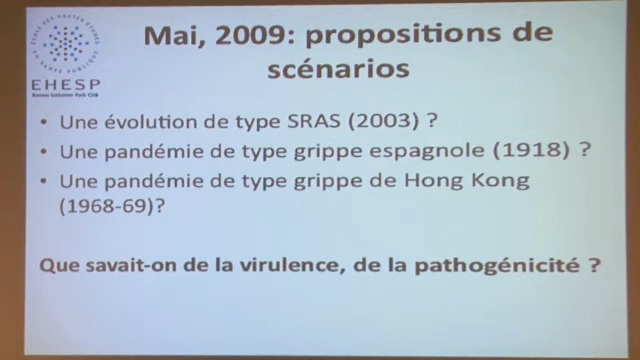 Mai, 2009: propositions de
scénarios
EHESP
• Une évolution de type SRAS (2003) ?
• Une pandémie de type grippe espagnole (1918) ?
• Une pandémie de type grippe de Hong Kong
(1968-69)?
Que savait-on de la virulence, de la pathogénicité ?